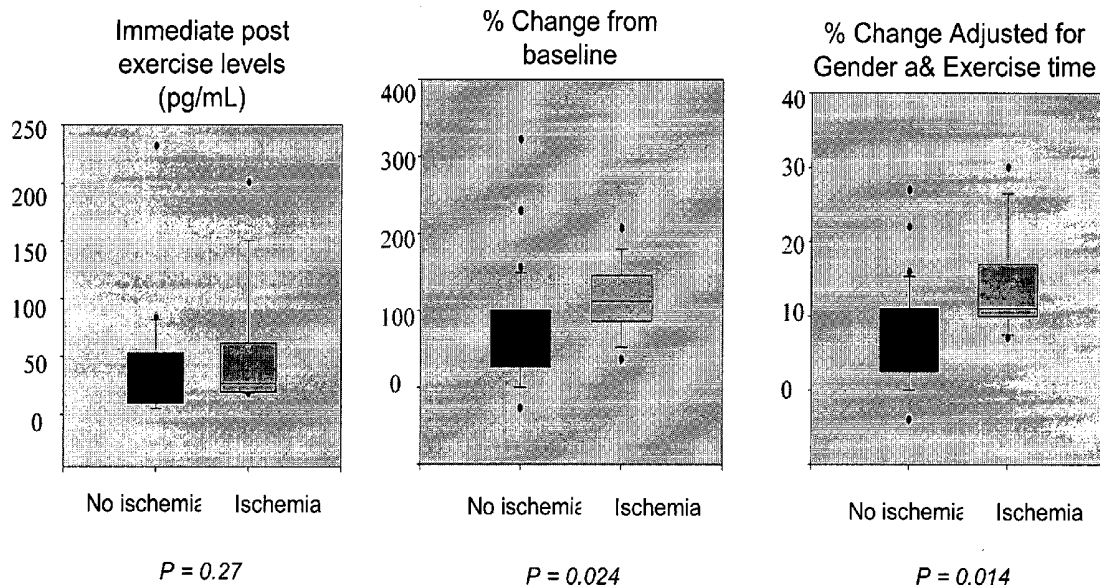 Immediate post
exercise levels
(pg/mL)
250
200
150
100
50
0
No ischemia
Ischemia
P = 0.27
% Change from
baseline
400
300
200
100
0
No ischemia
Ischemia
P = 0.024
% Change Adjusted for
Gender a& Exercise time
40
30
20
10
0
No ischemia
Ischemia
P = 0.014